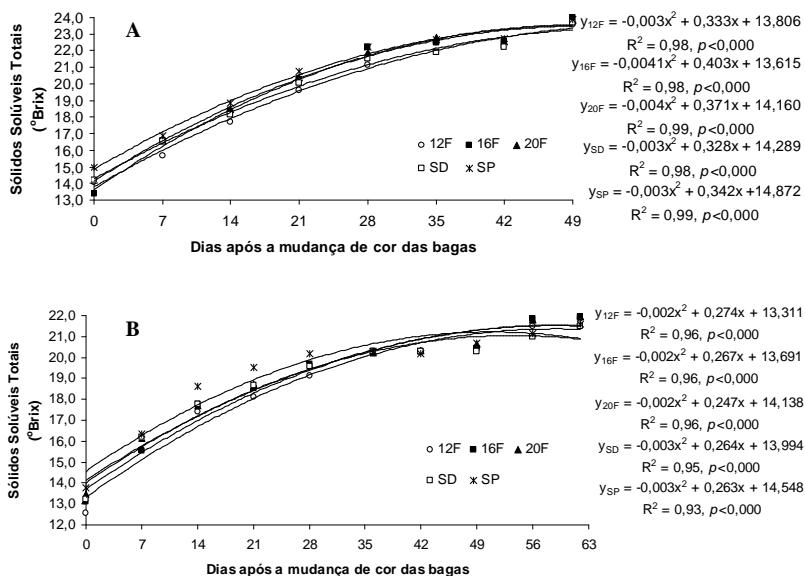 A
Sólidos Solúveis Totais
(ºBrix)
24,0
23,0
22,0
21,0
20,0
19,0
18,0
17,0
16,0
15,0
14,0
13,0
0 7 14 21 28 35 42 49
Dias após a mudança de cor das bagas
12F 16F 20F
SD SP
y12F = -0,003x² + 0,333x + 13,806
R² = 0,98, p<0,000
y16F = -0,0041x² + 0,403x + 13,615
R² = 0,98, p<0,000
y20F = -0,004x² + 0,371x + 14,160
R² = 0,99, p<0,000
ySD = -0,003x² + 0,328x + 14,289
R² = 0,98, p<0,000
ySP = -0,003x² + 0,342x +14,872
R² = 0,99, p<0,000
B
Sólidos Solúveis Totais
(ºBrix)
22,0
21,0
20,0
19,0
18,0
17,0
16,0
15,0
14,0
13,0
12,0
0 7 14 21 28 35 42 49 56 63
Dias após a mudança de cor das bagas
12F 16F 20F
SD SP
y12F = -0,002x² + 0,274x + 13,311
R² = 0,96, p<0,000
y16F = -0,002x² + 0,267x + 13,691
R² = 0,96, p<0,000
y20F = -0,002x² + 0,247x + 14,138
R² = 0,96, p<0,000
ySD = -0,003x² + 0,264x + 13,994
R² = 0,95, p<0,000
ySP = -0,003x² + 0,263x + 14,548
R² = 0,93, p<0,000